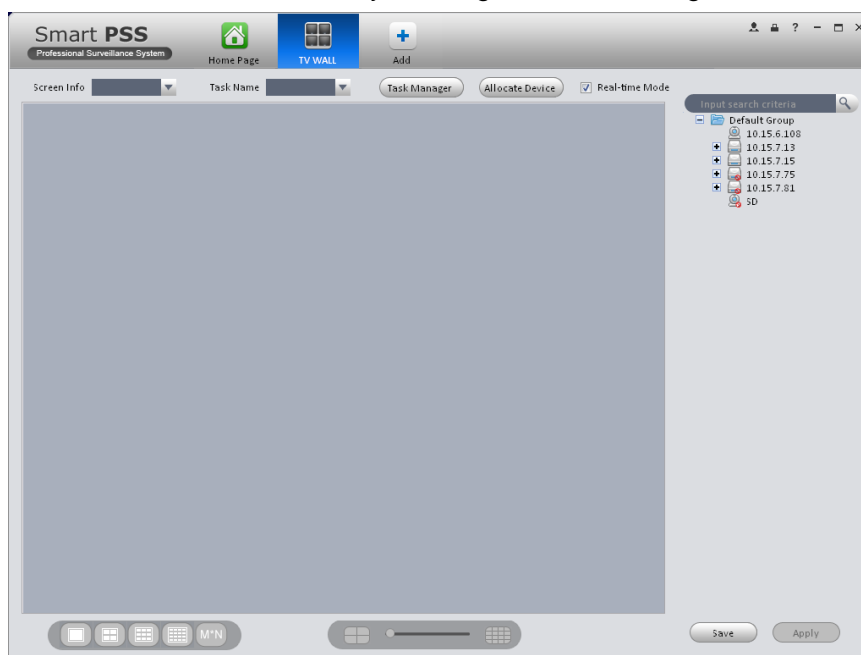 Smart PSS
Professional Surveillance System
Home Page
TV WALL
Add
?
Screen Info
Task Name
Task Manager
Allocate Device
Real-time Mode
Input search criteria
Default Group
10.15.6.108
10.15.7.13
10.15.7.15
10.15.7.75
10.15.7.81
SD
M*N
Save
Apply